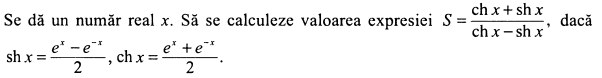 Se dă un număr real x. Să se calculeze valoarea expresiei S = (ch x + sh x)/(ch x − sh x), dacă
sh x = (e^x − e^{−x})/2, ch x = (e^x + e^{−x})/2.